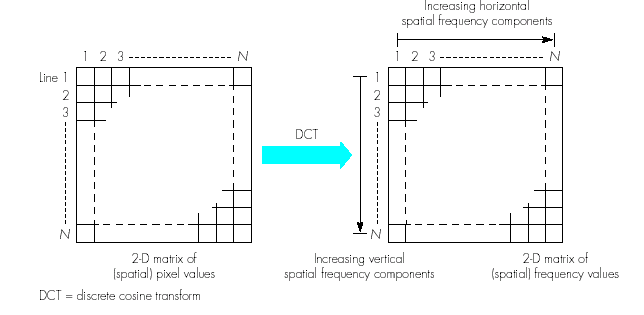 Increasing horizontal
spatial frequency components
1 2 3 N
Line 1
2
3
N
DCT
1 2 3 N
1
2
3
N
2-D matrix of
(spatial) pixel values
Increasing vertical
spatial frequency components
2-D matrix of
(spatial) frequency values
DCT = discrete cosine transform